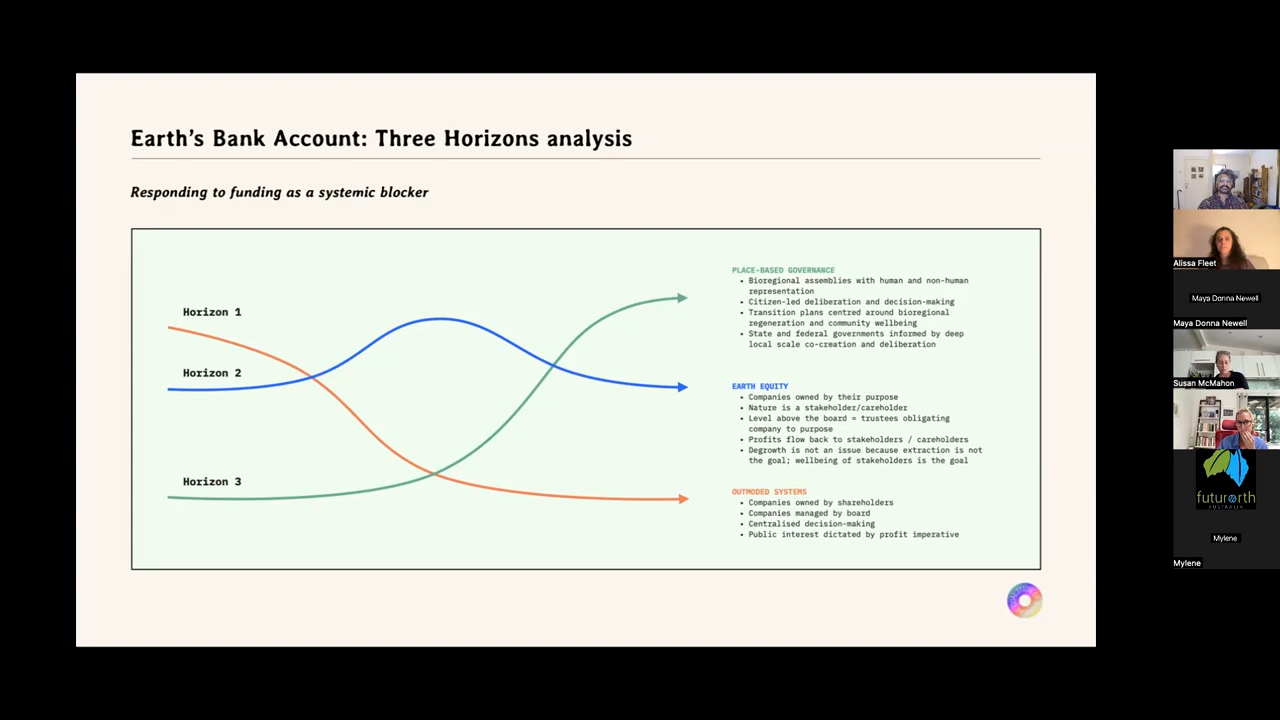 Earth's Bank Account: Three Horizons analysis
Responding to funding as a systemic blocker
Horizon 1
Horizon 2
Horizon 3
PLACE-BASED GOVERNANCE
• Bioregional assemblies with human and non-human
representation
• Citizen-led deliberation and decision-making
• Transition plans centred around bioregional
regeneration and community wellbeing
• State and federal governments informed by deep
local scale co-creation and deliberation
EARTH EQUITY
• Companies owned by their purpose
• Nature is a stakeholder/careholder
• Level above the board = trustees obligating
company to purpose
• Profits flow back to stakeholders / careholders
• Degrowth is not an issue because extraction is not
the goal; wellbeing of stakeholders is the goal
OUTMODED SYSTEMS
• Companies owned by shareholders
• Companies managed by board
• Centralised decision-making
• Public interest dictated by profit imperative
Alissa Fleet
Maya Donna Newell
Maya Donna Newell
Susan McMahon
futurorth
AUSTRALIA
Mylene
Mylene